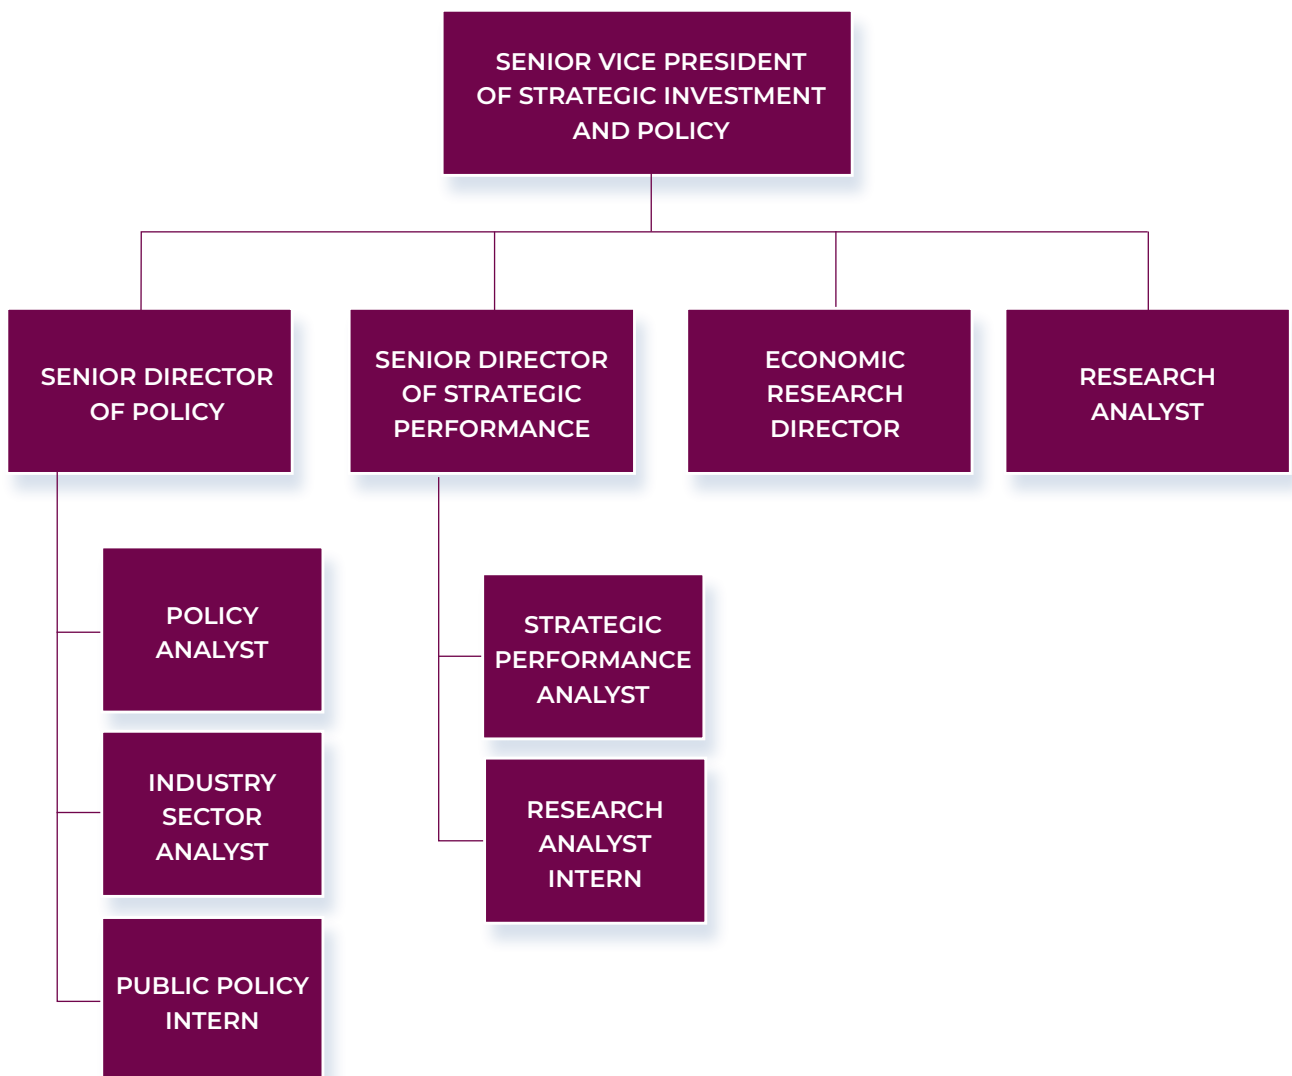 SENIOR VICE PRESIDENT
OF STRATEGIC INVESTMENT
AND POLICY
SENIOR DIRECTOR
OF POLICY
SENIOR DIRECTOR
OF STRATEGIC
PERFORMANCE
ECONOMIC
RESEARCH
DIRECTOR
RESEARCH
ANALYST
POLICY
ANALYST
INDUSTRY
SECTOR
ANALYST
PUBLIC POLICY
INTERN
STRATEGIC
PERFORMANCE
ANALYST
RESEARCH
ANALYST
INTERN